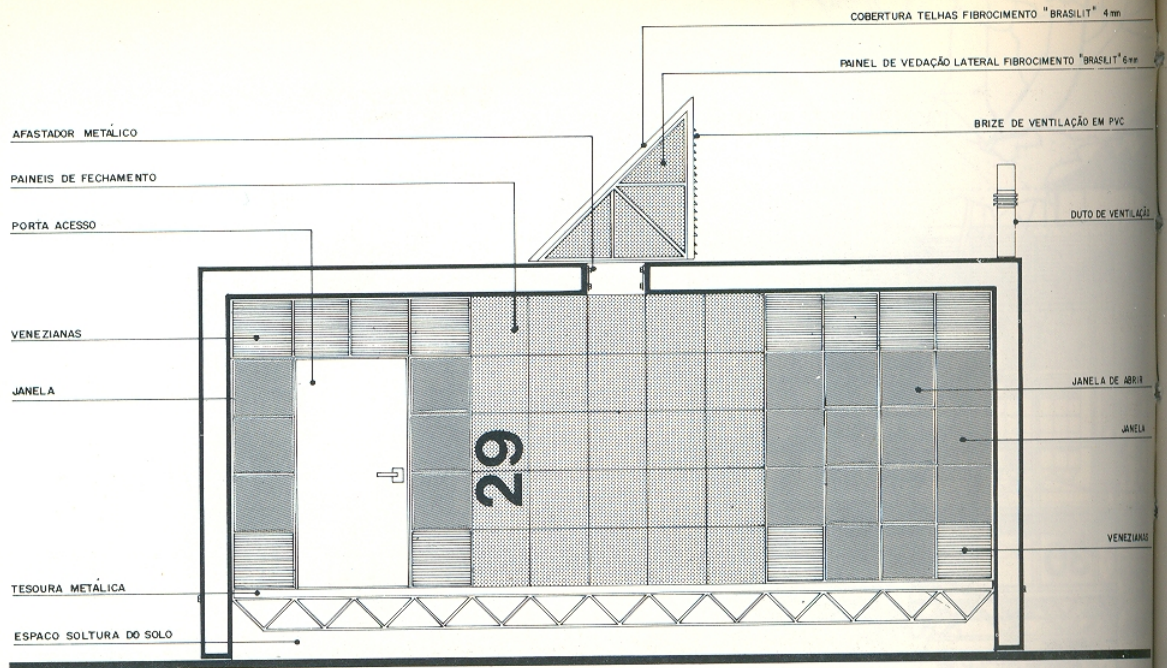 COBERTURA TELHAS FIBROCIMENTO "BRASILIT" 4mm
PAINEL DE VEDAÇÃO LATERAL FIBROCIMENTO "BRASILIT" 6mm
BRIZE DE VENTILAÇÃO EM PVC
AFASTADOR METÁLICO
PAINEIS DE FECHAMENTO
PORTA ACESSO
DUTO DE VENTILAÇÃO
VENEZIANAS
JANELA
JANELA DE ABRIR
JANELA
29
VENEZIANAS
TESOURA METÁLICA
ESPACO SOLTURA DO SOLO